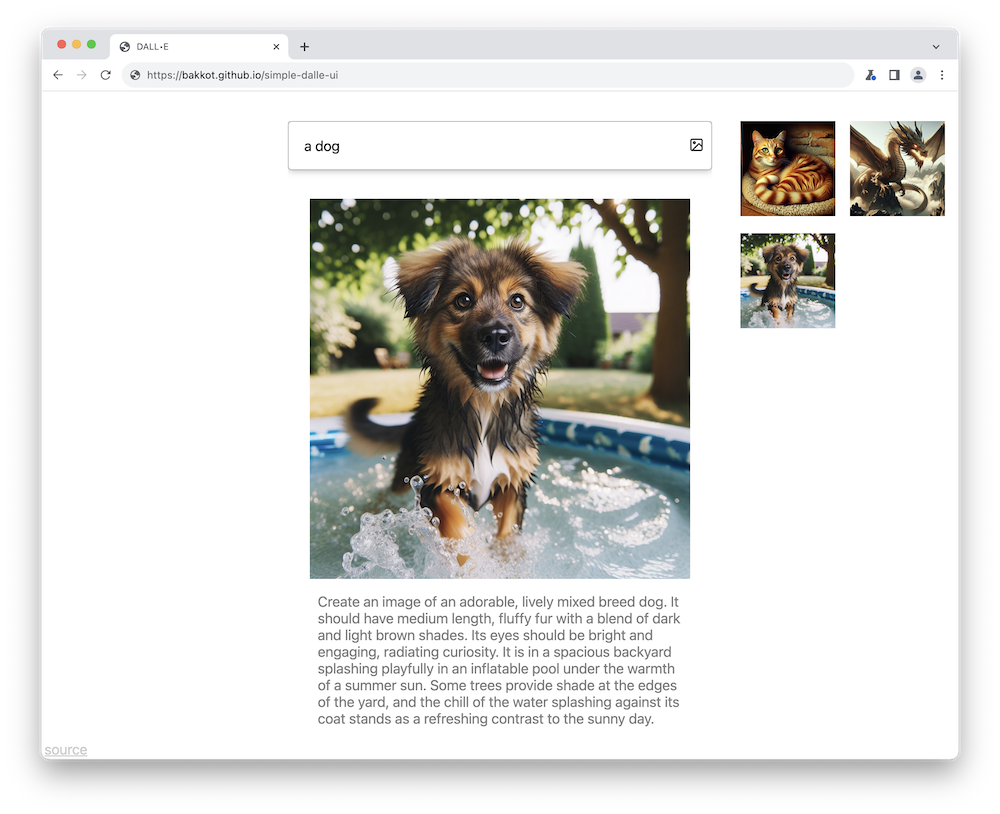 DALL•E
https://bakkot.github.io/simple-dalle-ui
a dog
Create an image of an adorable, lively mixed breed dog. It
should have medium length, fluffy fur with a blend of dark
and light brown shades. Its eyes should be bright and
engaging, radiating curiosity. It is in a spacious backyard
splashing playfully in an inflatable pool under the warmth
of a summer sun. Some trees provide shade at the edges
of the yard, and the chill of the water splashing against its
coat stands as a refreshing contrast to the sunny day.
source